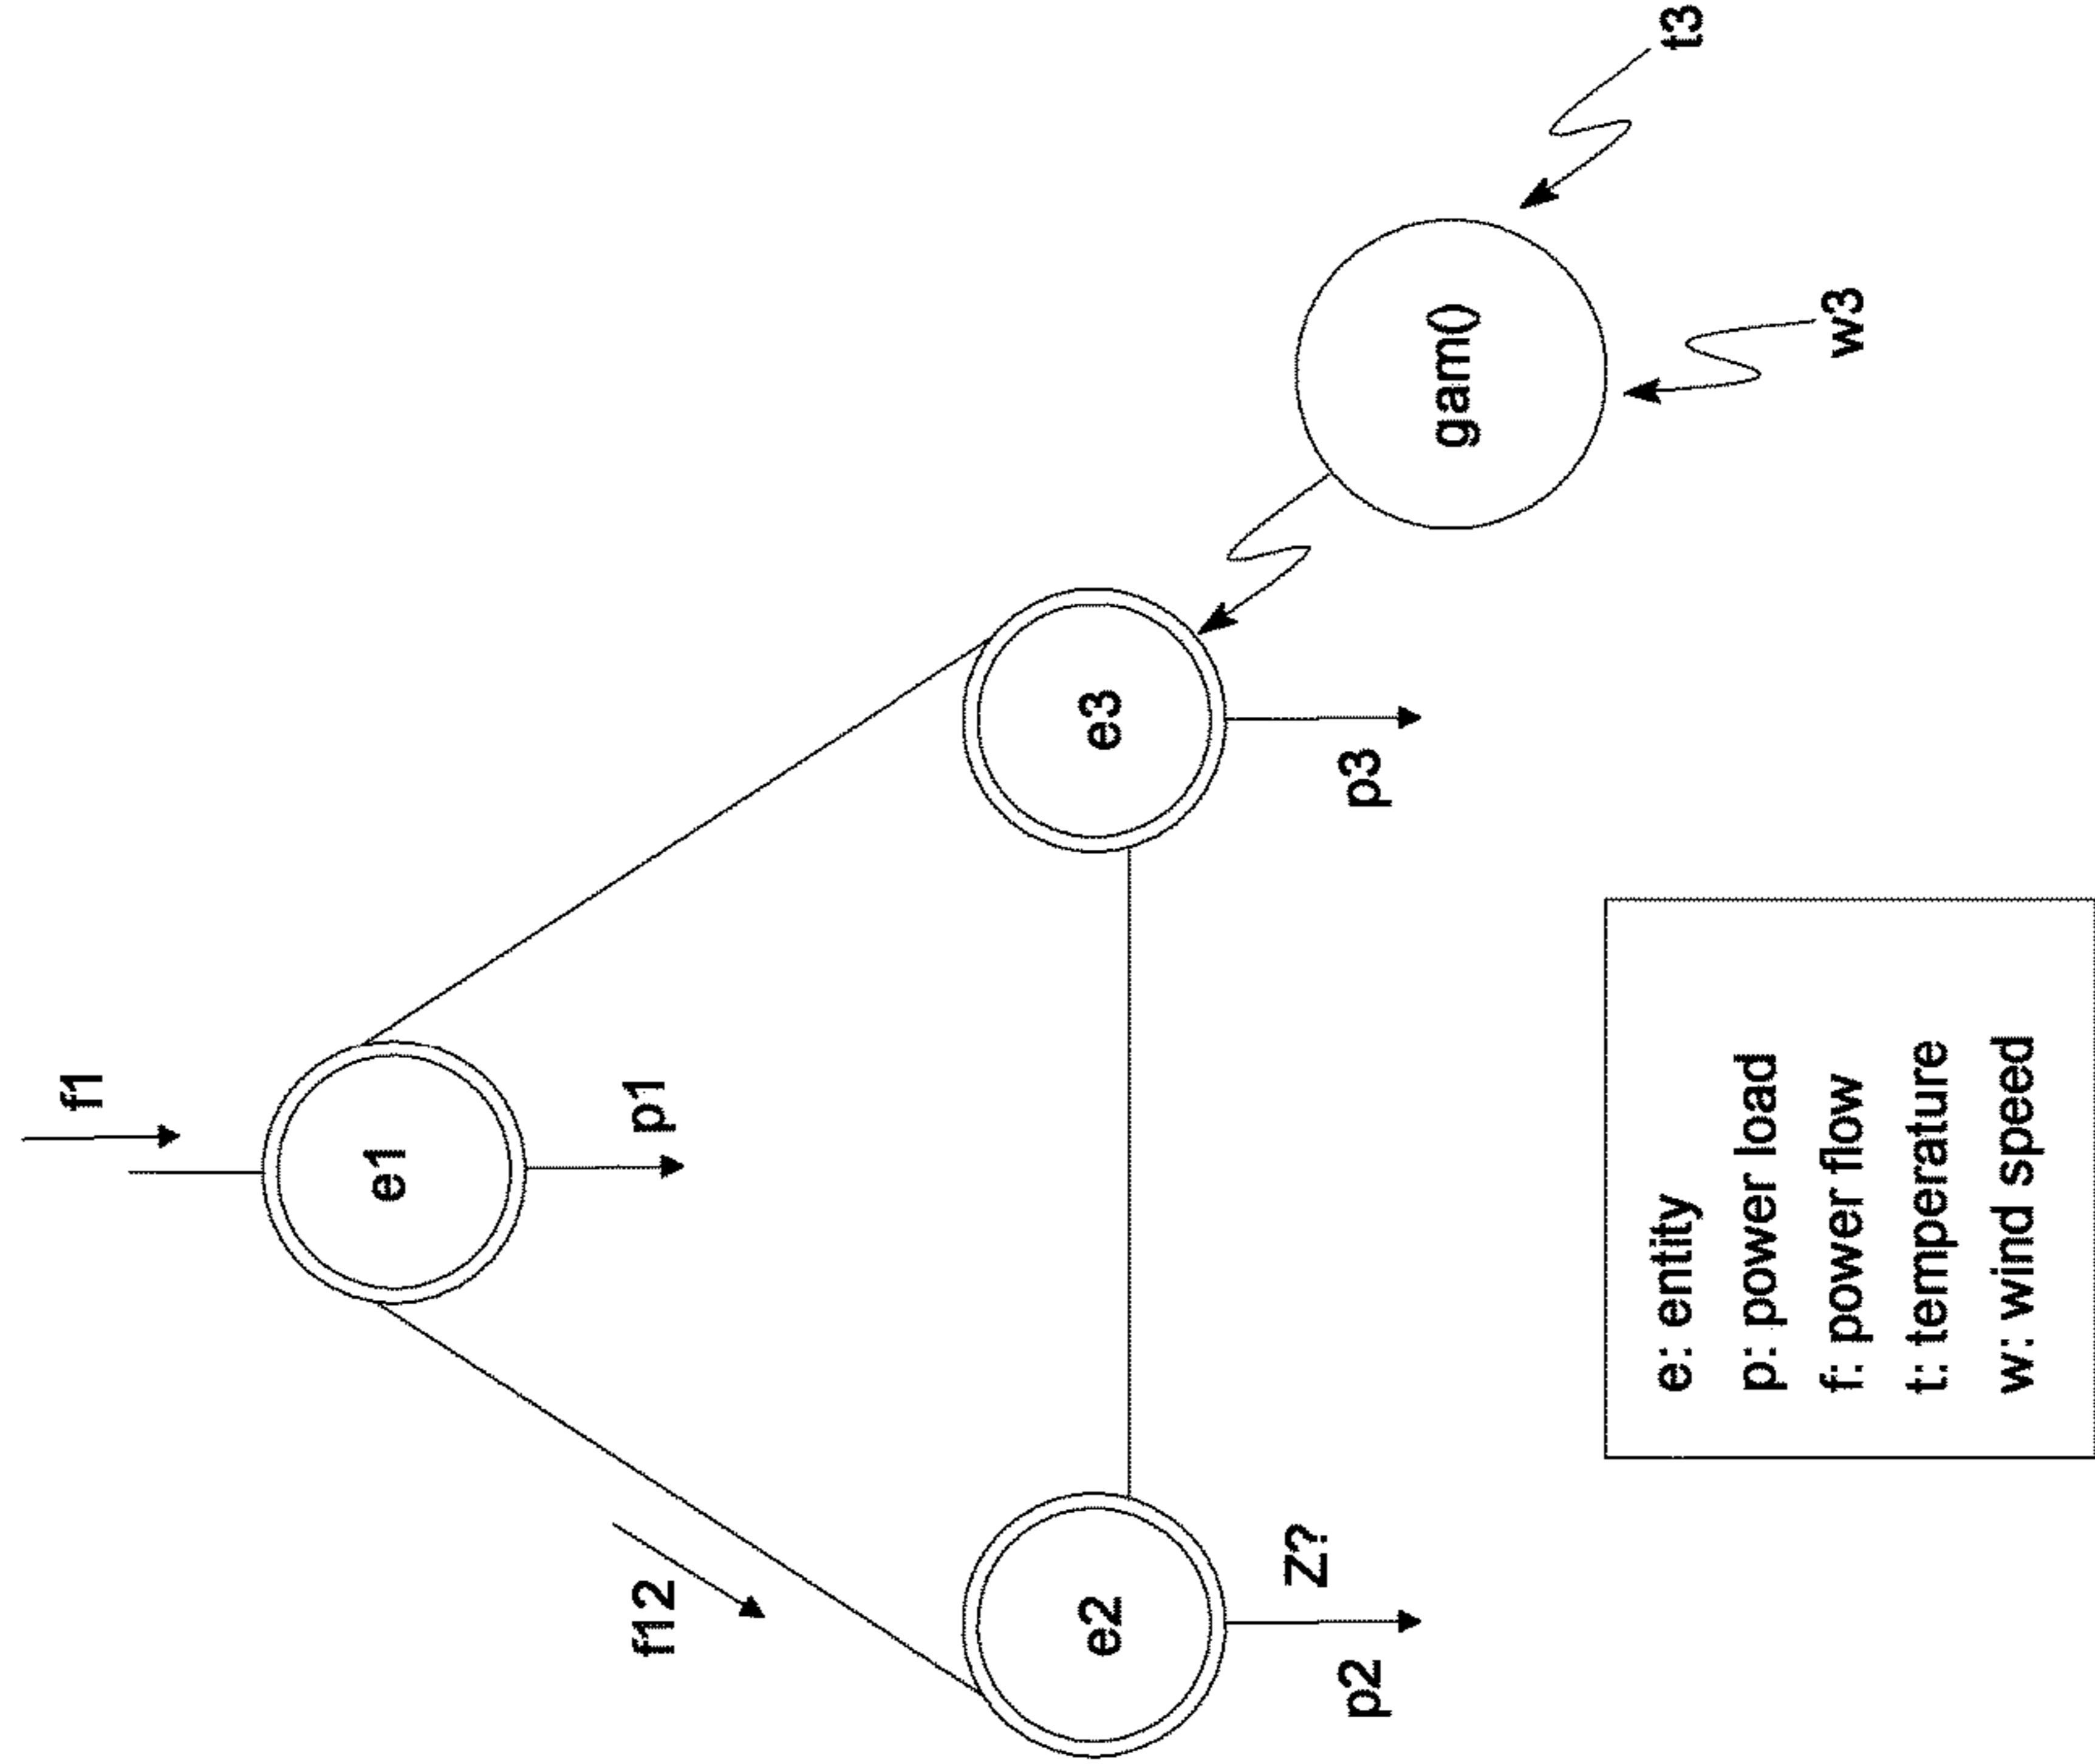 f1
e1
p1
f12
e2
Z?
p2
e3
p3
gam()
t3
w3
e: entity
p: power load
f: power flow
t: temperature
w: wind speed